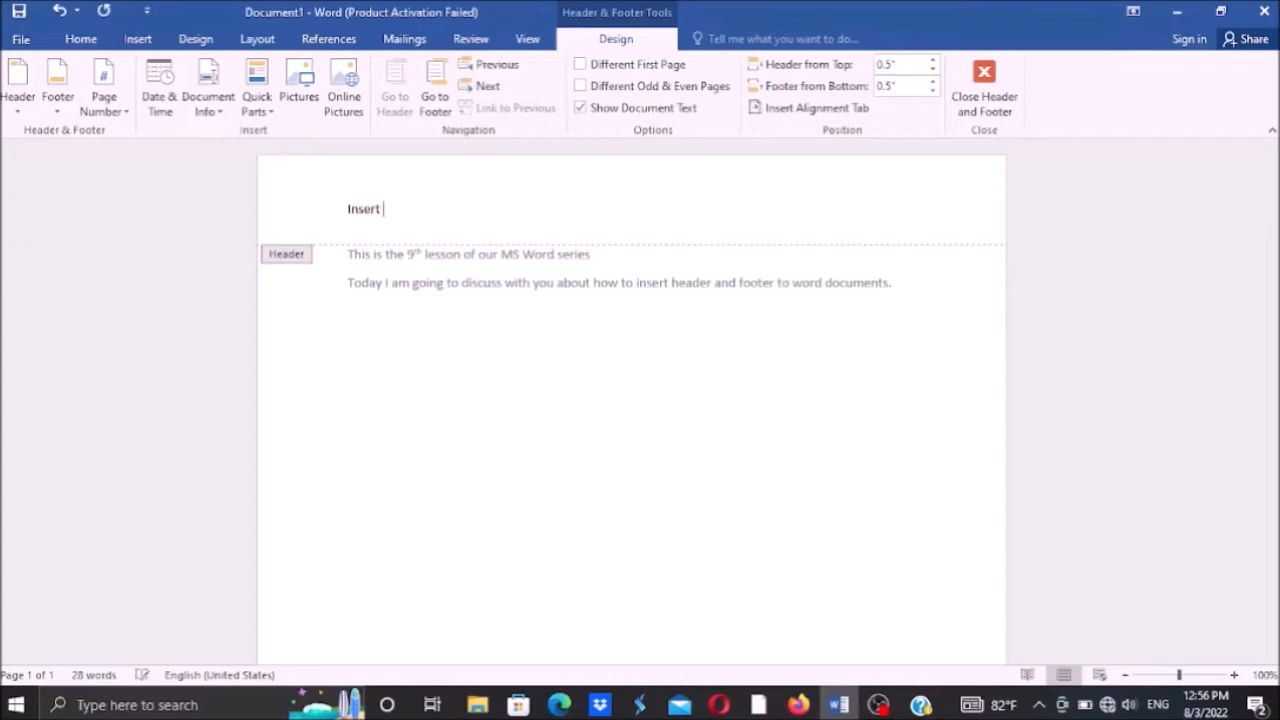 Document1 - Word (Product Activation Failed)
Header & Footer Tools
File Home Insert Design Layout References Mailings Review View Design Tell me what you want to do... Sign in Share
Header Footer Page Number
Header & Footer
Date & Time Document Info Quick Parts Pictures Online Pictures
Insert
Go to Header Go to Footer
Previous
Next
Link to Previous
Navigation
Different First Page
Different Odd & Even Pages
Show Document Text
Options
Header from Top: 0.5"
Footer from Bottom: 0.5"
Insert Alignment Tab
Position
Close Header and Footer
Close
Insert
Header
This is the 9th lesson of our MS Word series
Today I am going to discuss with you about how to insert header and footer to word documents.
Page 1 of 1 28 words English (United States) 100%
Type here to search 82°F ENG 12:56 PM
8/3/2022 2